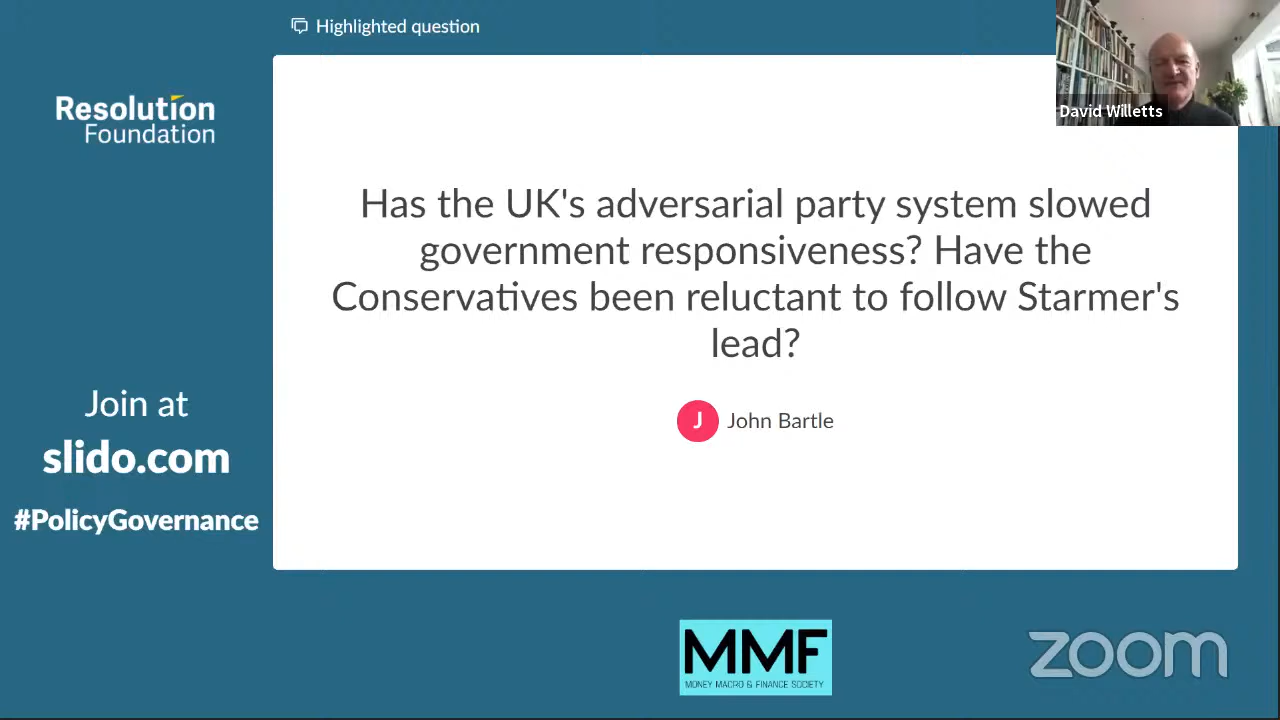 Highlighted question
Resolution
Foundation
David Willetts
Has the UK's adversarial party system slowed
government responsiveness? Have the
Conservatives been reluctant to follow Starmer's
lead?
J John Bartle
Join at
slido.com
#PolicyGovernance
MMF
MONEY MACRO & FINANCE SOCIETY
zoom